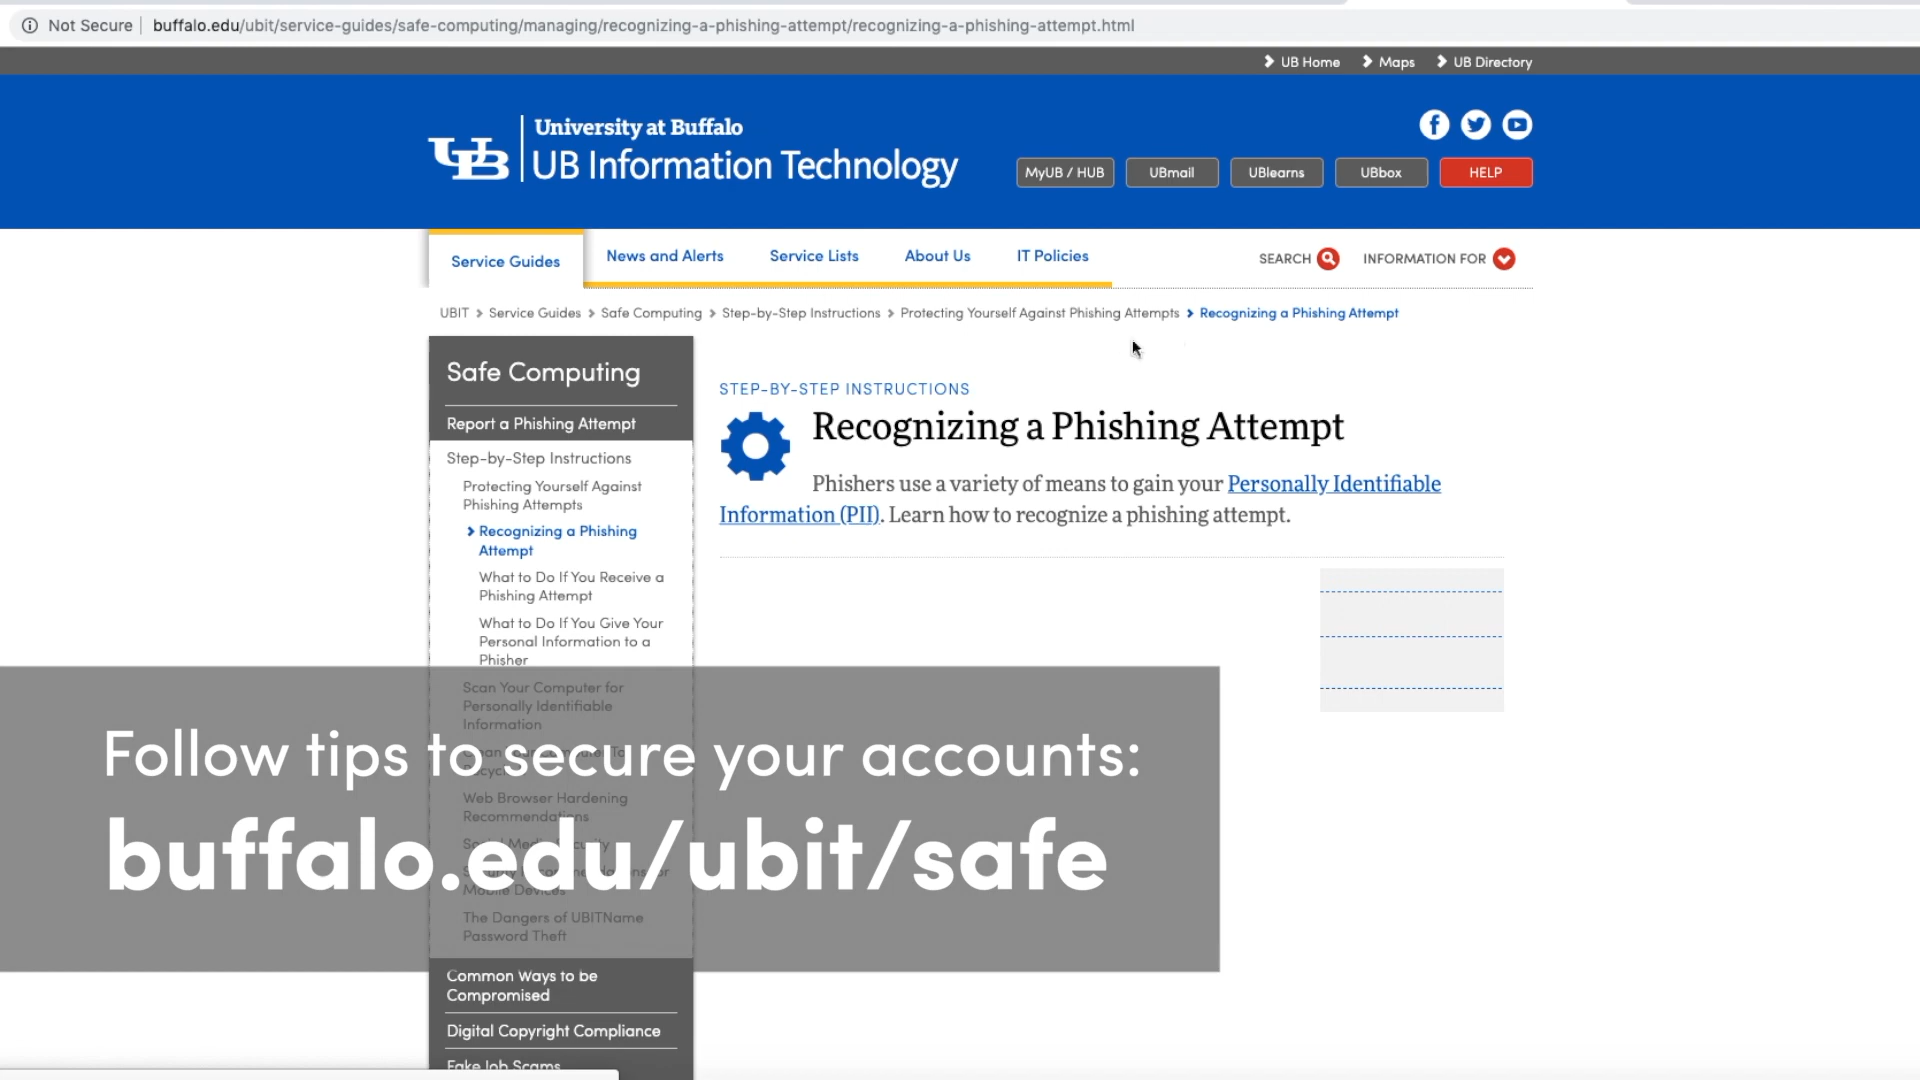 Not Secure | buffalo.edu/ubit/service-guides/safe-computing/managing/recognizing-a-phishing-attempt/recognizing-a-phishing-attempt.html
UB Home Maps UB Directory
University at Buffalo
UB Information Technology
MyUB / HUB UBmail UBlearns UBbox HELP
Service Guides News and Alerts Service Lists About Us IT Policies SEARCH INFORMATION FOR
UBIT > Service Guides > Safe Computing > Step-by-Step Instructions > Protecting Yourself Against Phishing Attempts > Recognizing a Phishing Attempt
Safe Computing
Report a Phishing Attempt
Step-by-Step Instructions
Protecting Yourself Against
Phishing Attempts
Recognizing a Phishing
Attempt
What to Do If You Receive a
Phishing Attempt
What to Do If You Give Your
Personal Information to a
Phisher
Scan Your Computer for
Personally Identifiable
Information
Web Browser Hardening
Recommendations
The Dangers of UBITName
Password Theft
Common Ways to be
Compromised
Digital Copyright Compliance
Fake Job Scams
STEP-BY-STEP INSTRUCTIONS
Recognizing a Phishing Attempt
Phishers use a variety of means to gain your Personally Identifiable
Information (PII). Learn how to recognize a phishing attempt.
Follow tips to secure your accounts:
buffalo.edu/ubit/safe